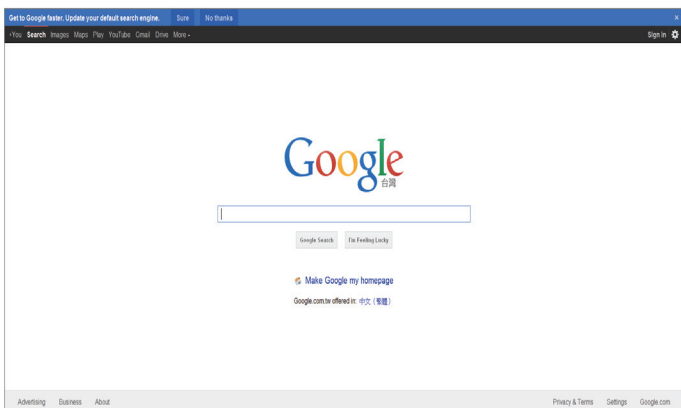 Get to Google faster. Update your default search engine. Sure No thanks x
+You Search Images Maps Play YouTube Gmail Drive More Sign in
Google
台灣
Google Search I'm Feeling Lucky
Make Google my homepage
Google.com.tw offered in: 中文（繁體）
Advertising Business About Privacy & Terms Settings Google.com